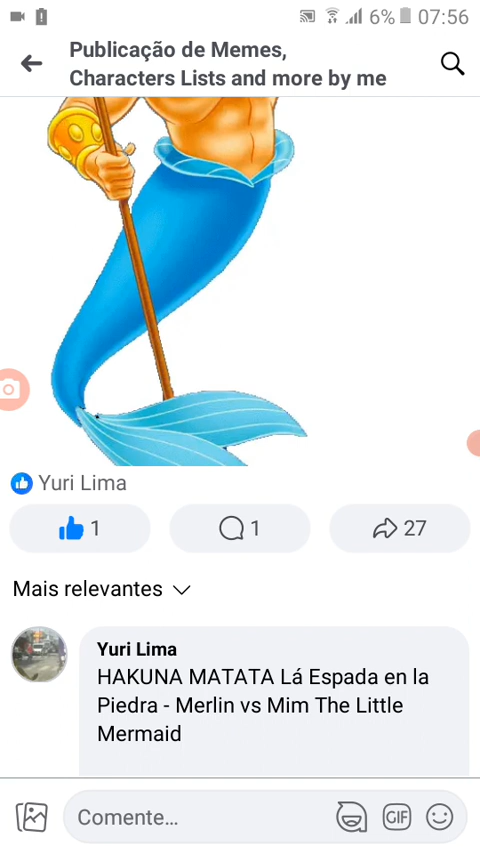 6% 07:56
Publicação de Memes,
Characters Lists and more by me
Yuri Lima
1
1
27
Mais relevantes
Yuri Lima
HAKUNA MATATA Lá Espada en la
Piedra - Merlin vs Mim The Little
Mermaid
Comente...
GIF